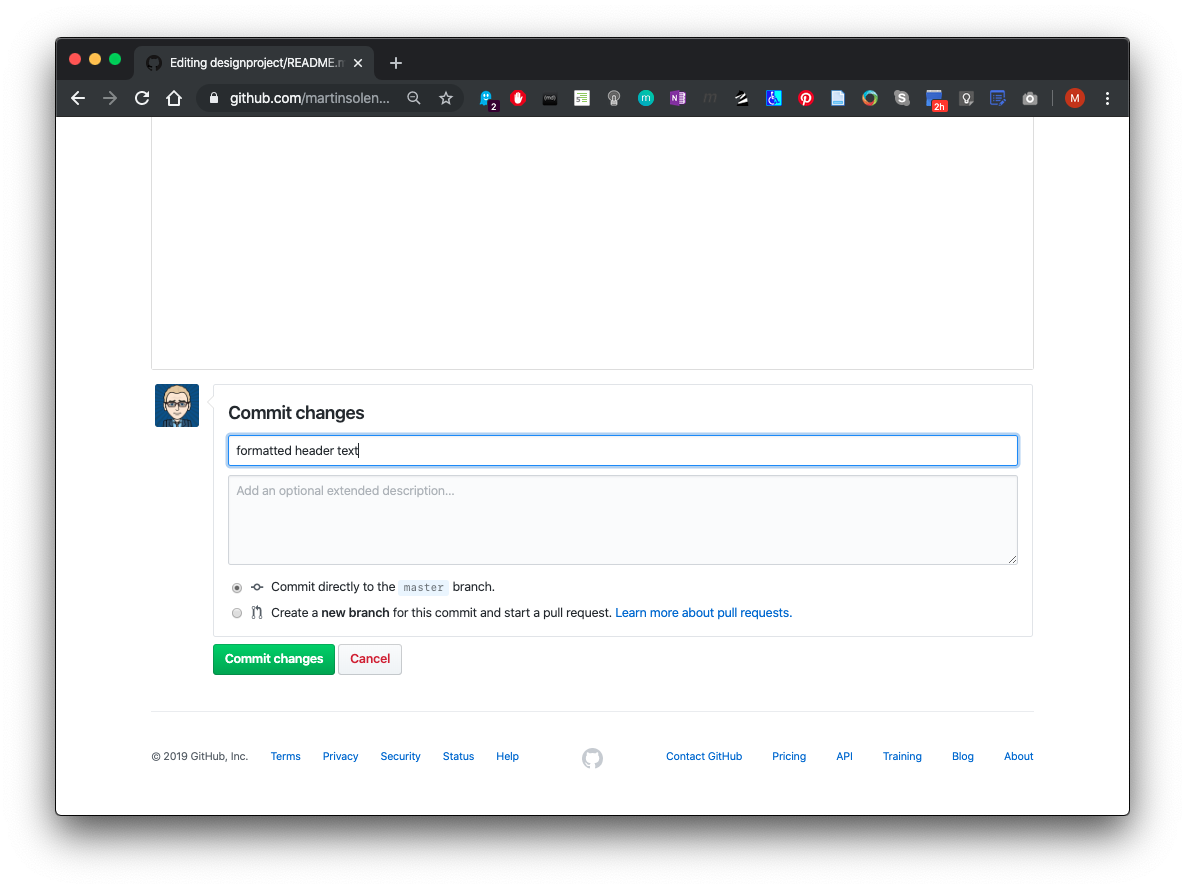 Editing designproject/README.m
github.com/martinsolen...
2
N
m
m
S
2h
M
Commit changes
formatted header text
Add an optional extended description...
Commit directly to the master branch.
Create a new branch for this commit and start a pull request. Learn more about pull requests.
Commit changes Cancel
© 2019 GitHub, Inc. Terms Privacy Security Status Help Contact GitHub Pricing API Training Blog About